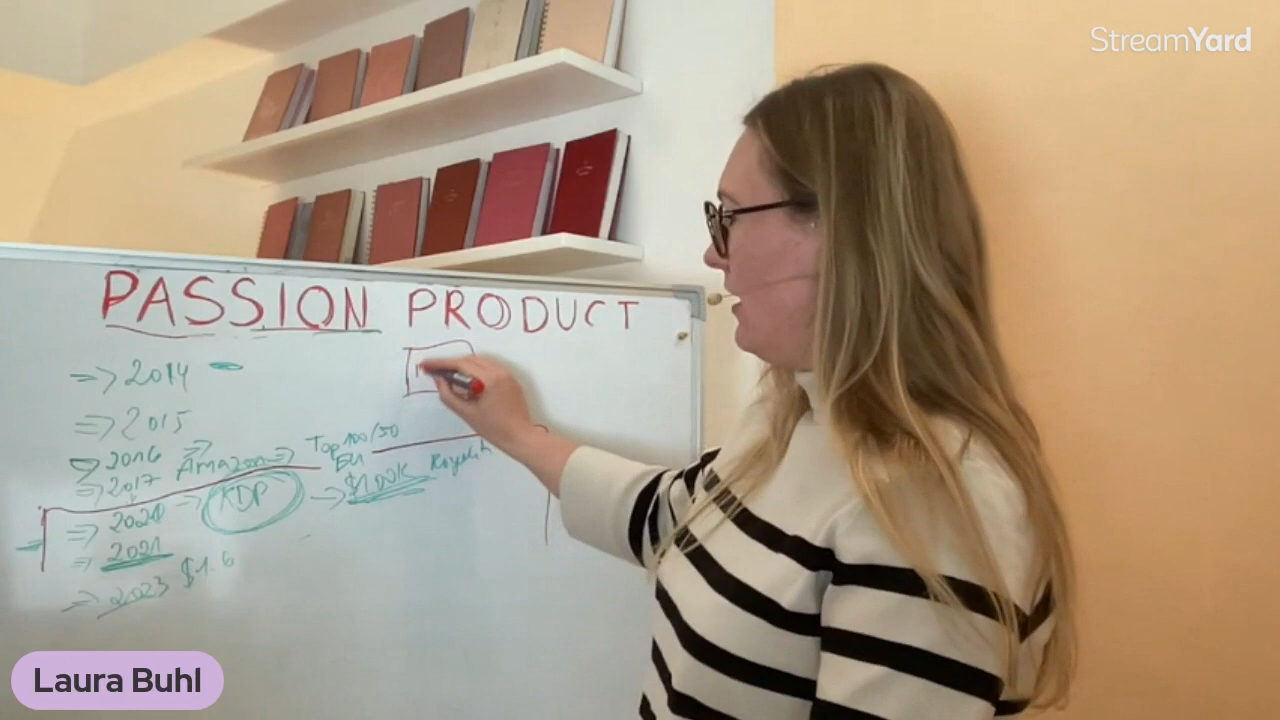 StreamYard
PASSION PRODUCT
=> 2014
=> 2015
=> 2016 => Amazon => Top 100/50
=> 2017 EU
=> 2020 -> KDP -> $100K
=> 2021
=> 2023 $1.6
Laura Buhl